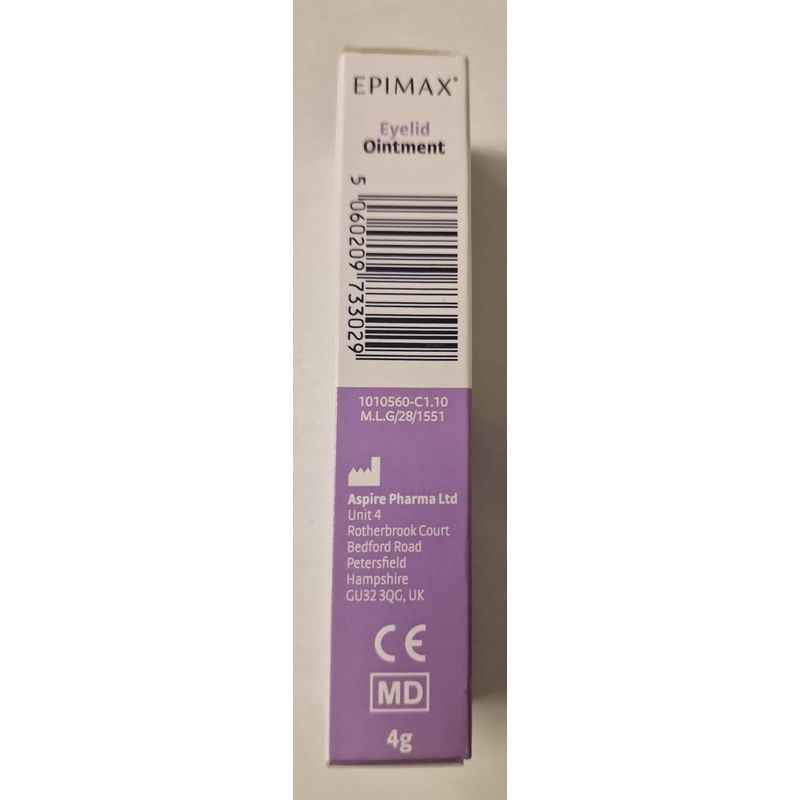 EPIMAX®
Eyelid
Ointment
5 060209 733029
1010560-C1.10
M.L.G/28/1551
Aspire Pharma Ltd
Unit 4
Rotherbrook Court
Bedford Road
Petersfield
Hampshire
GU32 3QG, UK
CE
MD
4g